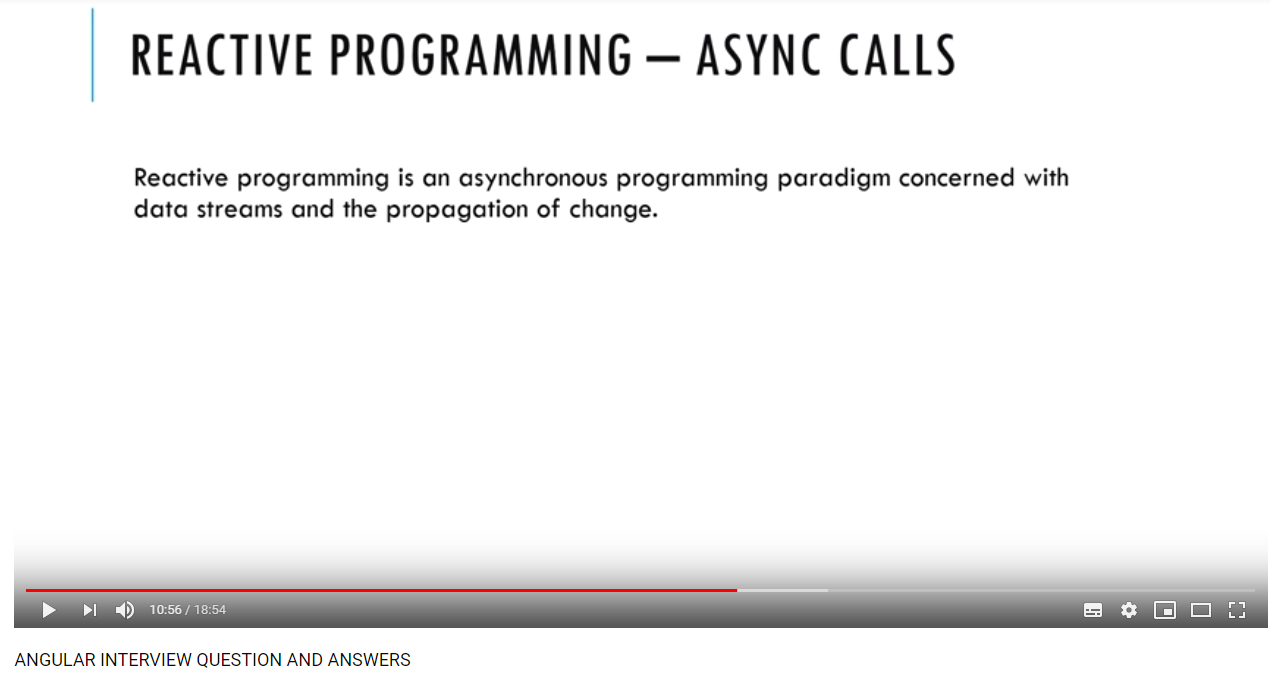 REACTIVE PROGRAMMING – ASYNC CALLS
Reactive programming is an asynchronous programming paradigm concerned with
data streams and the propagation of change.
10:56 / 18:54
ANGULAR INTERVIEW QUESTION AND ANSWERS